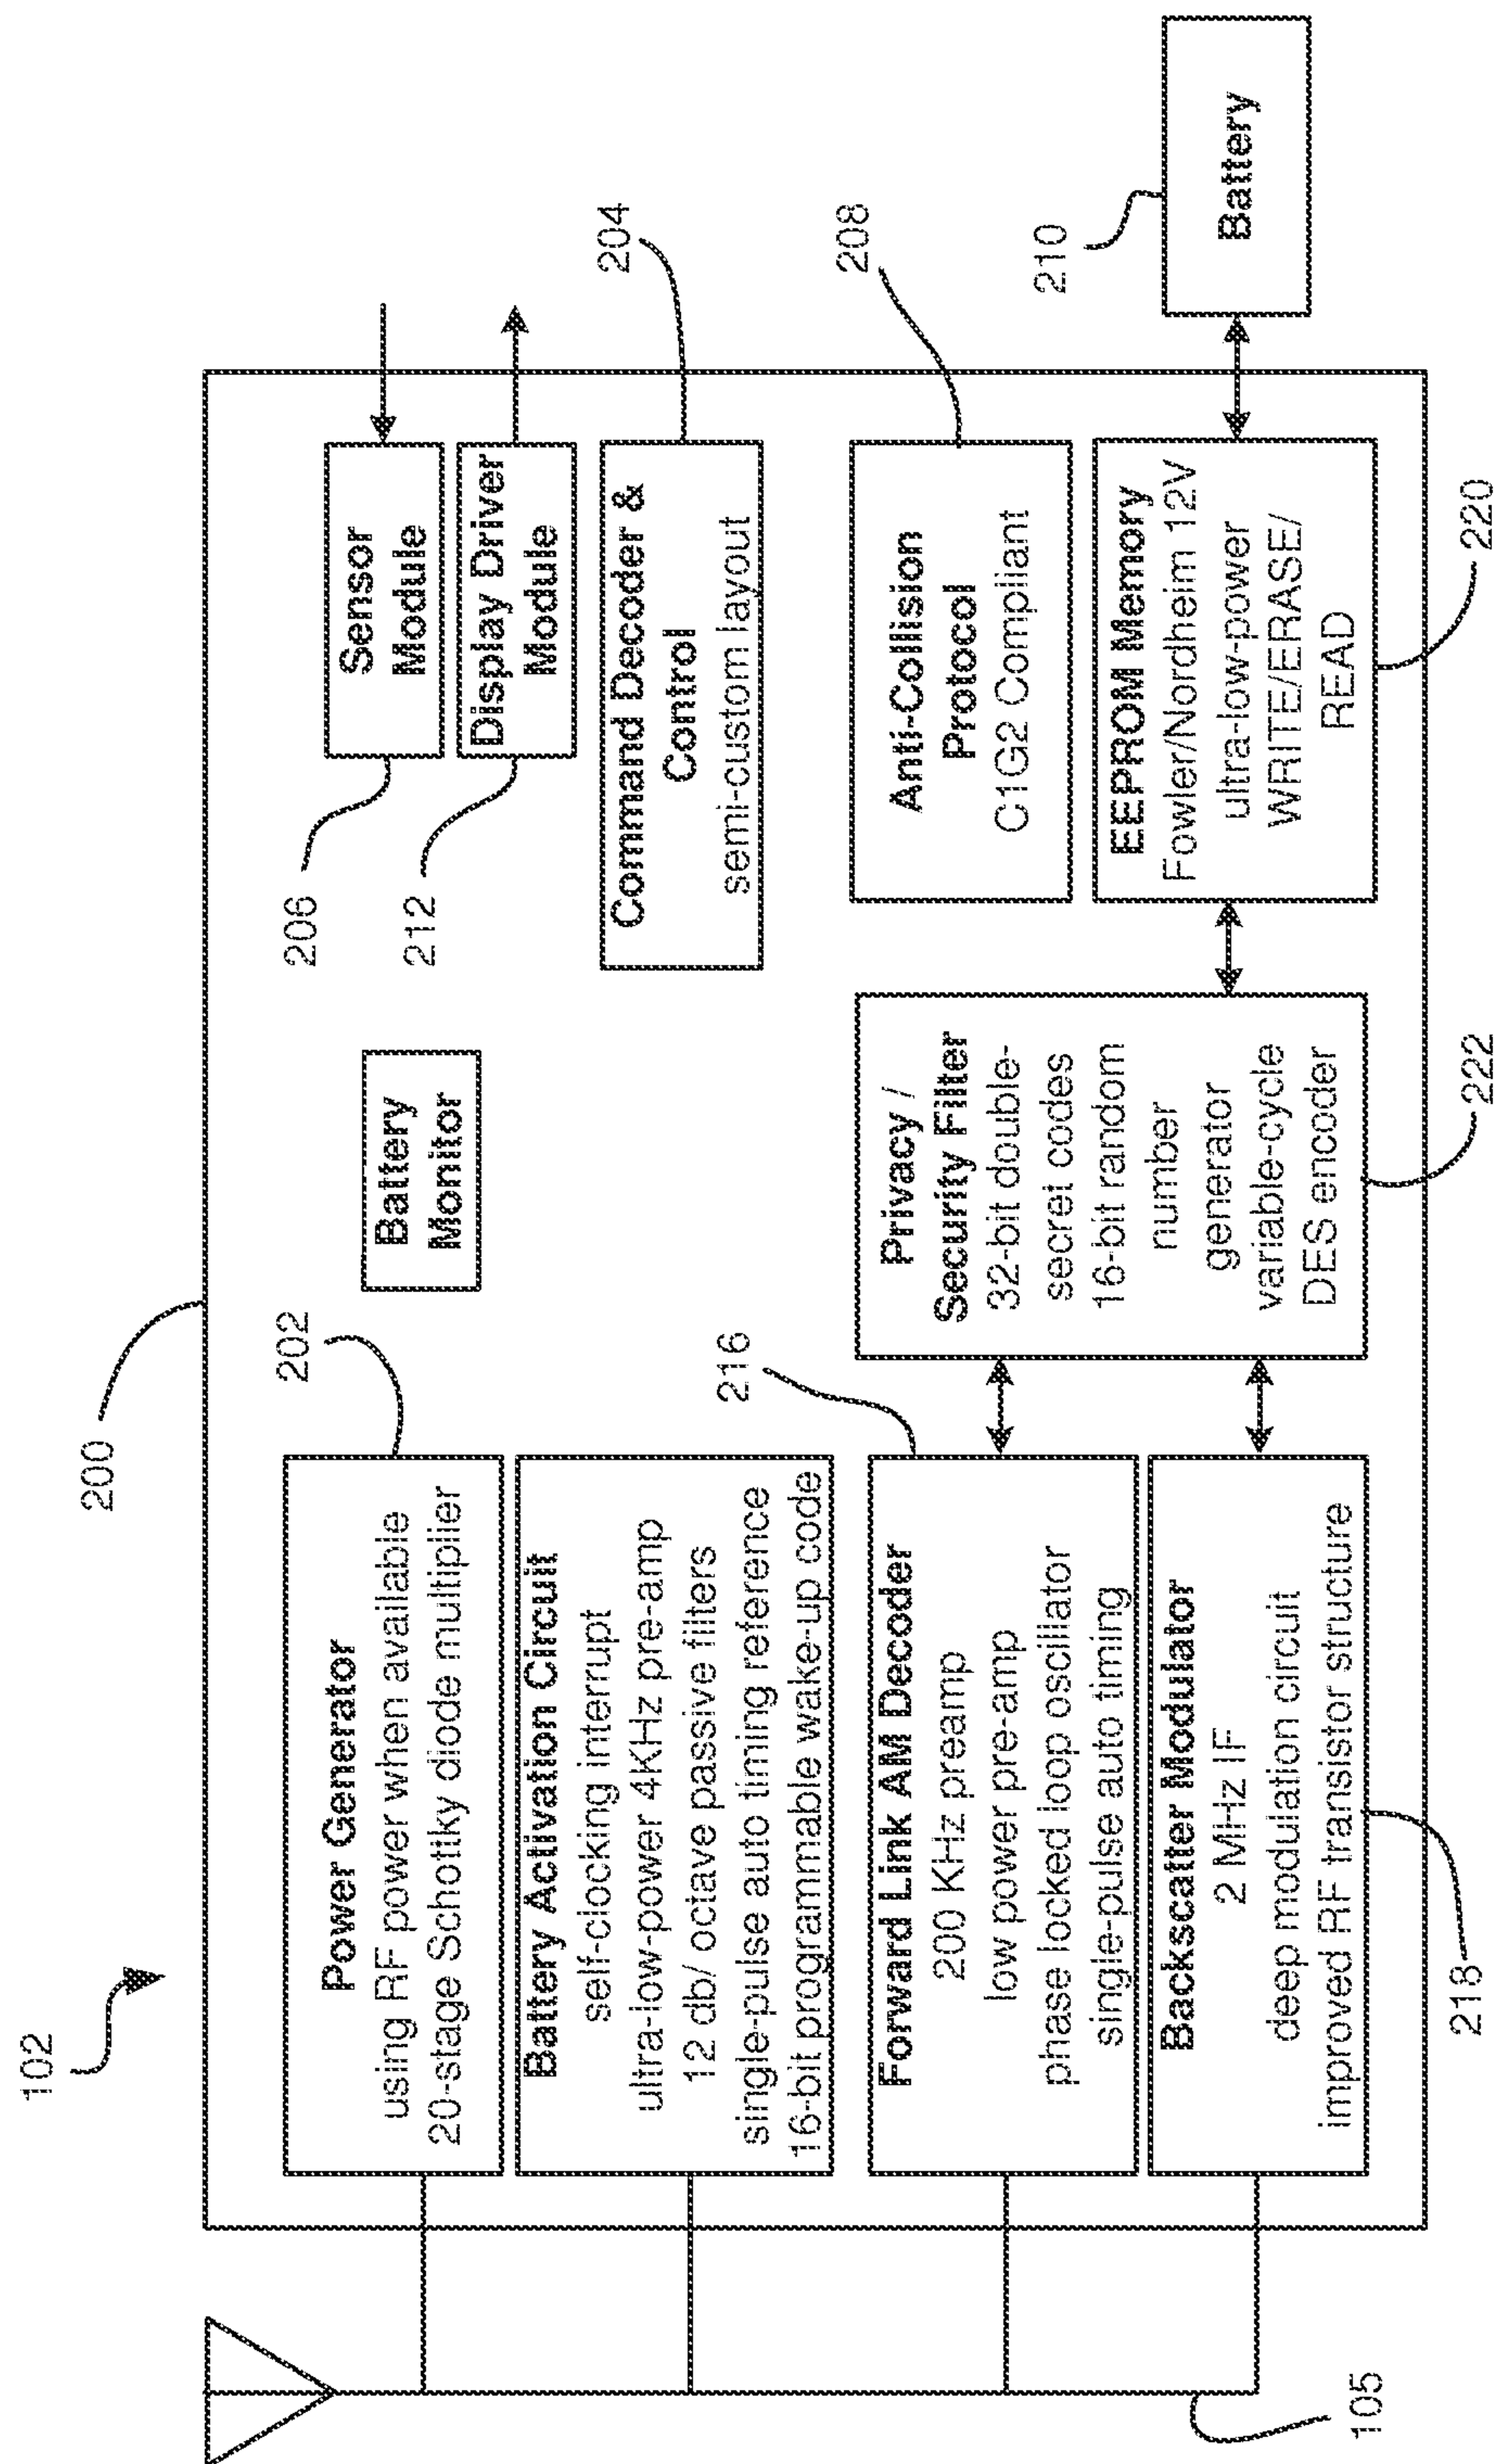 102
200
105
Power Generator
using RF power when available
20-stage Schottky diode multiplier
202
Battery Activation Circuit
self-clocking interrupt
ultra-low-power 4KHz pre-amp
12 db/ octave passive filters
single-pulse auto timing reference
16-bit programmable wake-up code
Forward Link AM Decoder
200 KHz preamp
low power pre-amp
phase locked loop oscillator
single-pulse auto timing
216
Backscatter Modulator
2 MHz IF
deep modulation circuit
improved RF transistor structure
218
Battery
Monitor
Privacy /
Security Filter
32-bit double-
secret codes
16-bit random
number
generator
variable-cycle
DES encoder
222
Sensor
Module
206
Display Driver
Module
212
Command Decoder &
Control
semi-custom layout
204
Anti-Collision
Protocol
C1G2 Compliant
208
EEPROM Memory
Fowler/Nordheim 12V
ultra-low-power
WRITE/ERASE/
READ
220
Battery
210